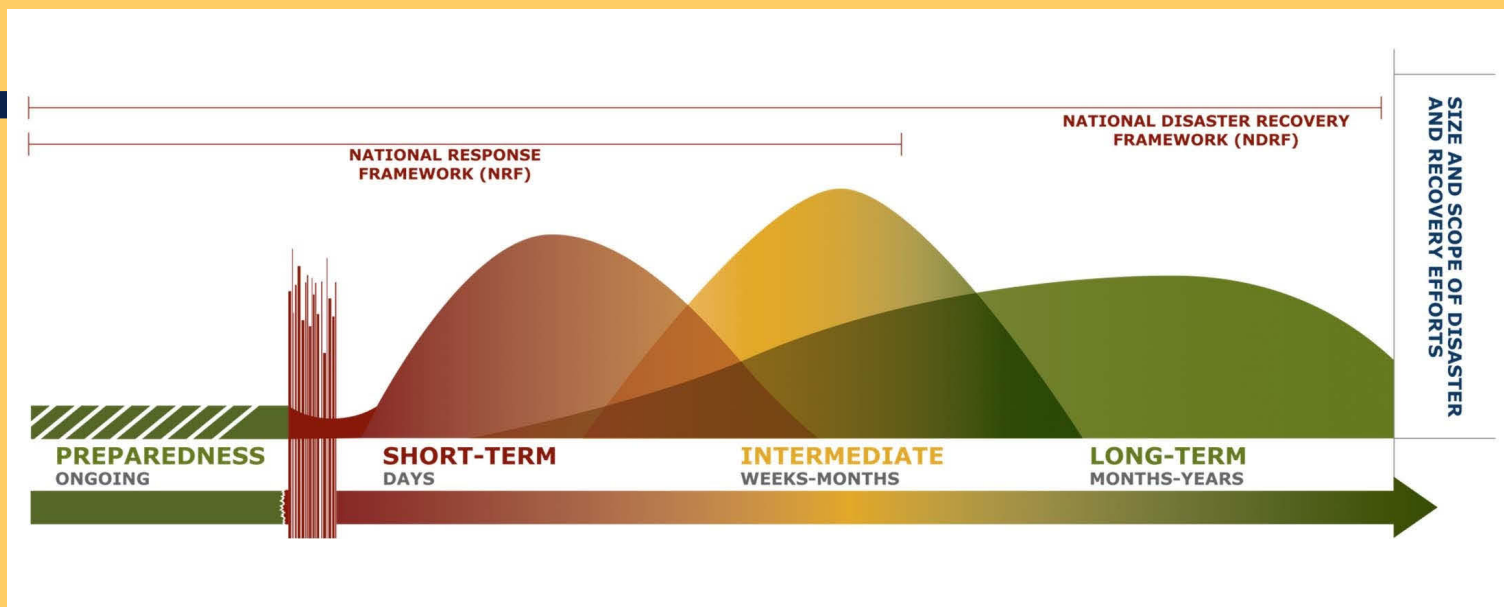 NATIONAL DISASTER RECOVERY
FRAMEWORK (NDRF)
NATIONAL RESPONSE
FRAMEWORK (NRF)
SIZE AND SCOPE OF DISASTER
AND RECOVERY EFFORTS
PREPAREDNESS
ONGOING
SHORT-TERM
DAYS
INTERMEDIATE
WEEKS-MONTHS
LONG-TERM
MONTHS-YEARS